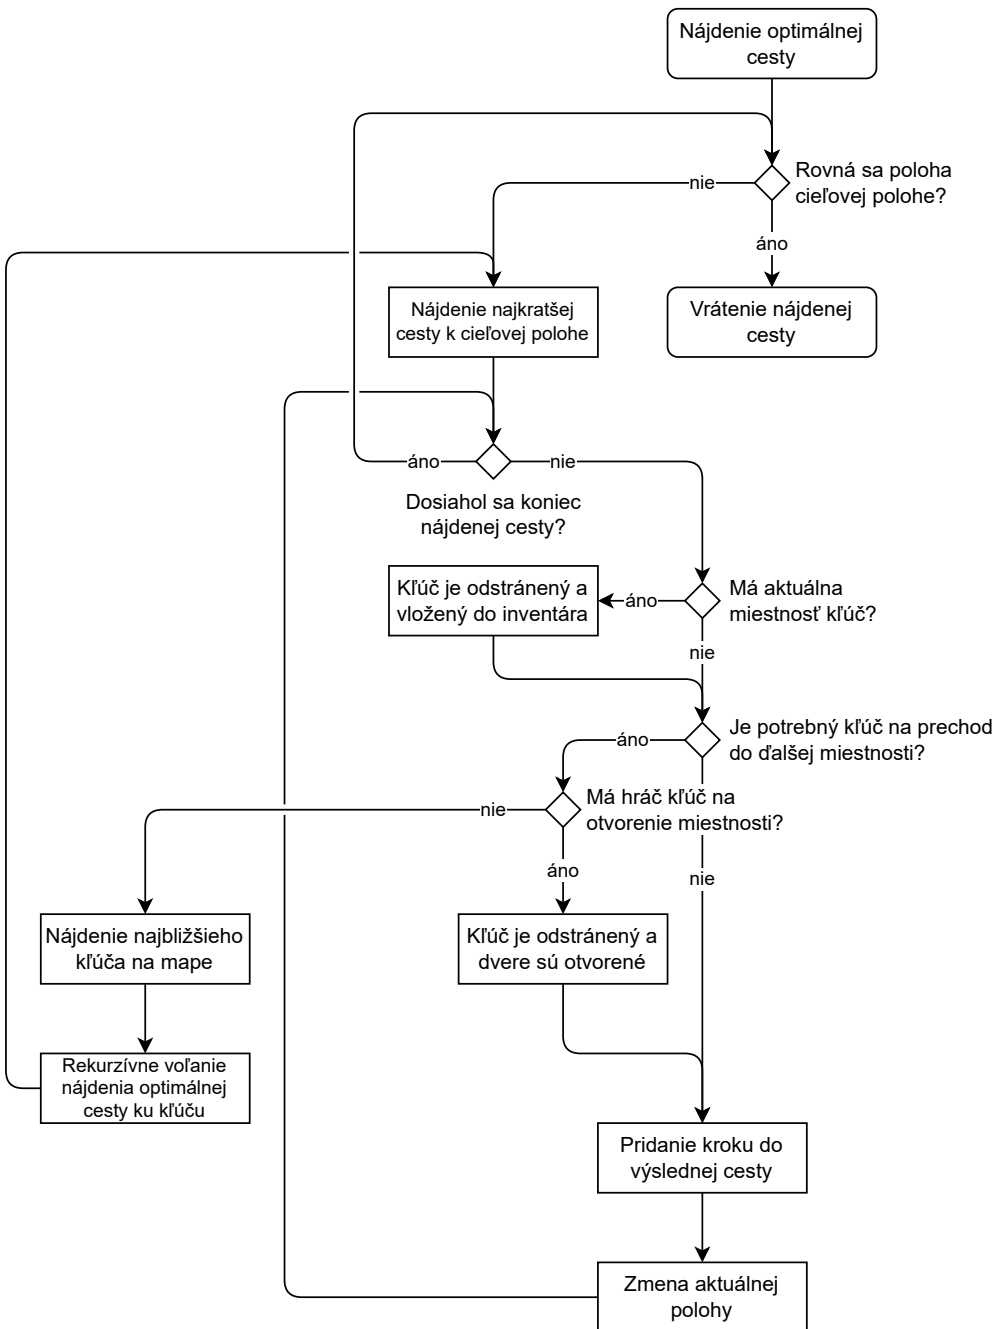 Nájdenie optimálnej
cesty
Rovná sa poloha
cieľovej polohe?
nie
áno
Nájdenie najkratšej
cesty k cieľovej polohe
Vrátenie nájdenej
cesty
áno
nie
Dosiahol sa koniec
nájdenej cesty?
Kľúč je odstránený a
vložený do inventára
áno
Má aktuálna
miestnosť kľúč?
nie
Je potrebný kľúč na prechod
do ďalšej miestnosti?
áno
Má hráč kľúč na
otvorenie miestnosti?
nie
áno
nie
Nájdenie najbližšieho
kľúča na mape
Kľúč je odstránený a
dvere sú otvorené
Rekurzívne voľanie
nájdenia optimálnej
cesty ku kľúču
Pridanie kroku do
výslednej cesty
Zmena aktuálnej
polohy